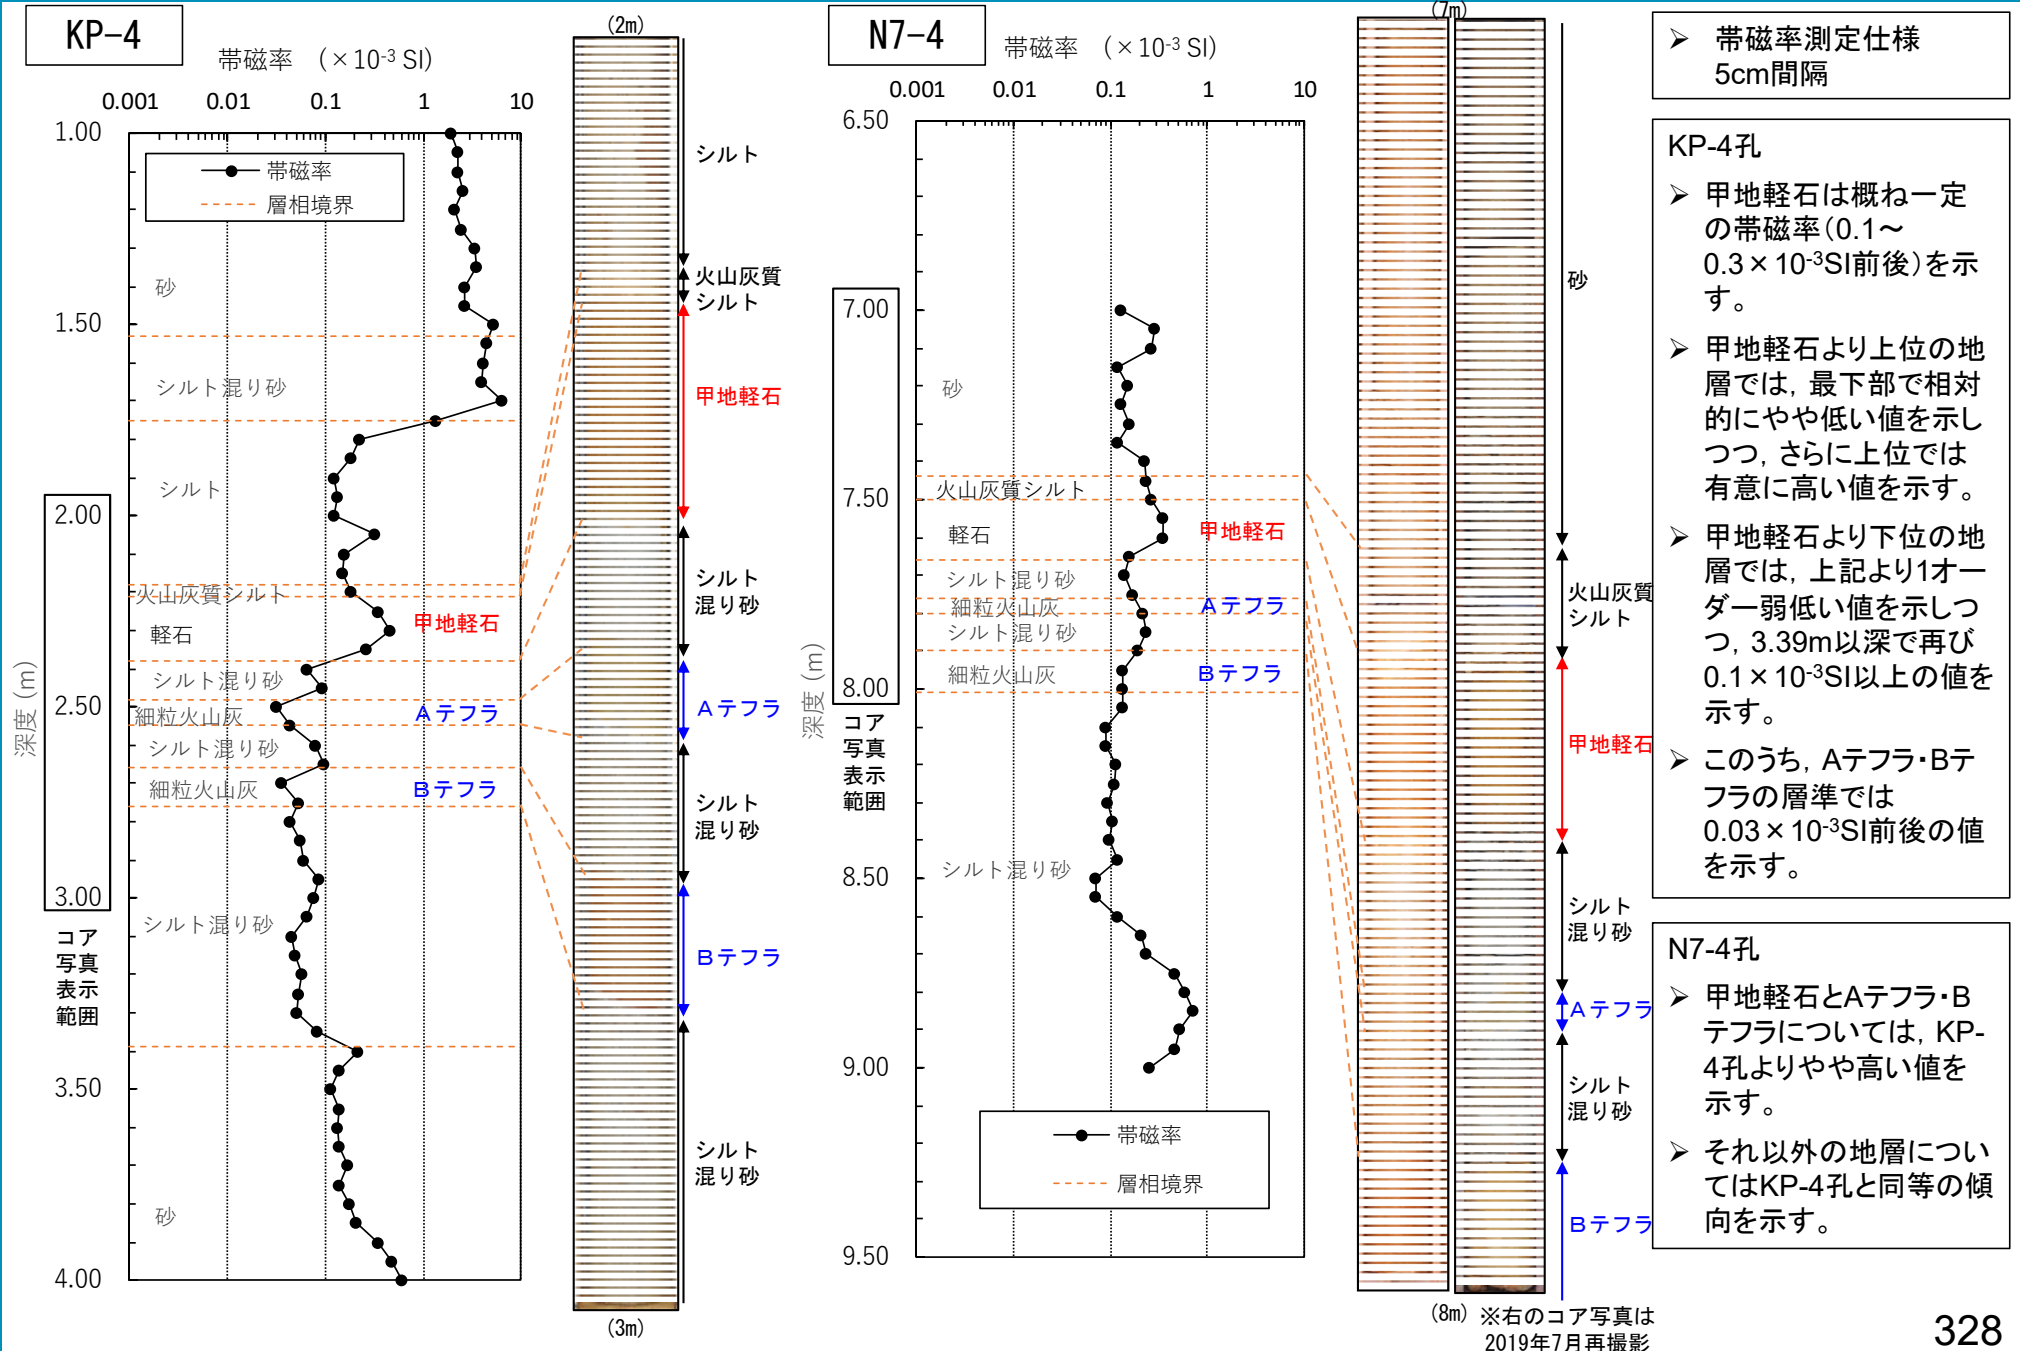 KP-4
帯磁率 (×10-3 SI)
0.001 0.01 0.1 1 10
1.00
1.50
2.00
2.50
3.00
3.50
4.00
深度 (m)
帯磁率
層相境界
砂
シルト混り砂
シルト
火山灰質シルト
軽石
甲地軽石
シルト混り砂
細粒火山灰
Aテフラ
シルト混り砂
細粒火山灰
Bテフラ
シルト混り砂
砂
コア
写真
表示
範囲
(2m)
シルト
火山灰質
シルト
甲地軽石
シルト
混り砂
Aテフラ
シルト
混り砂
Bテフラ
シルト
混り砂
(3m)
N7-4
帯磁率 (×10-3 SI)
0.001 0.01 0.1 1 10
6.50
7.00
7.50
8.00
8.50
9.00
9.50
深度 (m)
砂
火山灰質シルト
軽石
甲地軽石
シルト混り砂
細粒火山灰
Aテフラ
シルト混り砂
細粒火山灰
Bテフラ
シルト混り砂
コア
写真
表示
範囲
帯磁率
層相境界
(7m)
砂
火山灰質
シルト
甲地軽石
シルト
混り砂
Aテフラ
シルト
混り砂
Bテフラ
(8m)
※右のコア写真は
2019年7月再撮影
➢ 帯磁率測定仕様
5cm間隔
KP-4孔
➢ 甲地軽石は概ね一定
の帯磁率(0.1～
0.3×10-3SI前後)を示
す。
➢ 甲地軽石より上位の地
層では, 最下部で相対
的にやや低い値を示し
つつ, さらに上位では
有意に高い値を示す。
➢ 甲地軽石より下位の地
層では, 上記より1オー
ダー弱低い値を示しつ
つ, 3.39m以深で再び
0.1×10-3SI以上の値を
示す。
➢ このうち, Aテフラ・Bテ
フラの層準では
0.03×10-3SI前後の値
を示す。
N7-4孔
➢ 甲地軽石とAテフラ・B
テフラについては, KP-
4孔よりやや高い値を
示す。
➢ それ以外の地層につい
てはKP-4孔と同等の傾
向を示す。
328